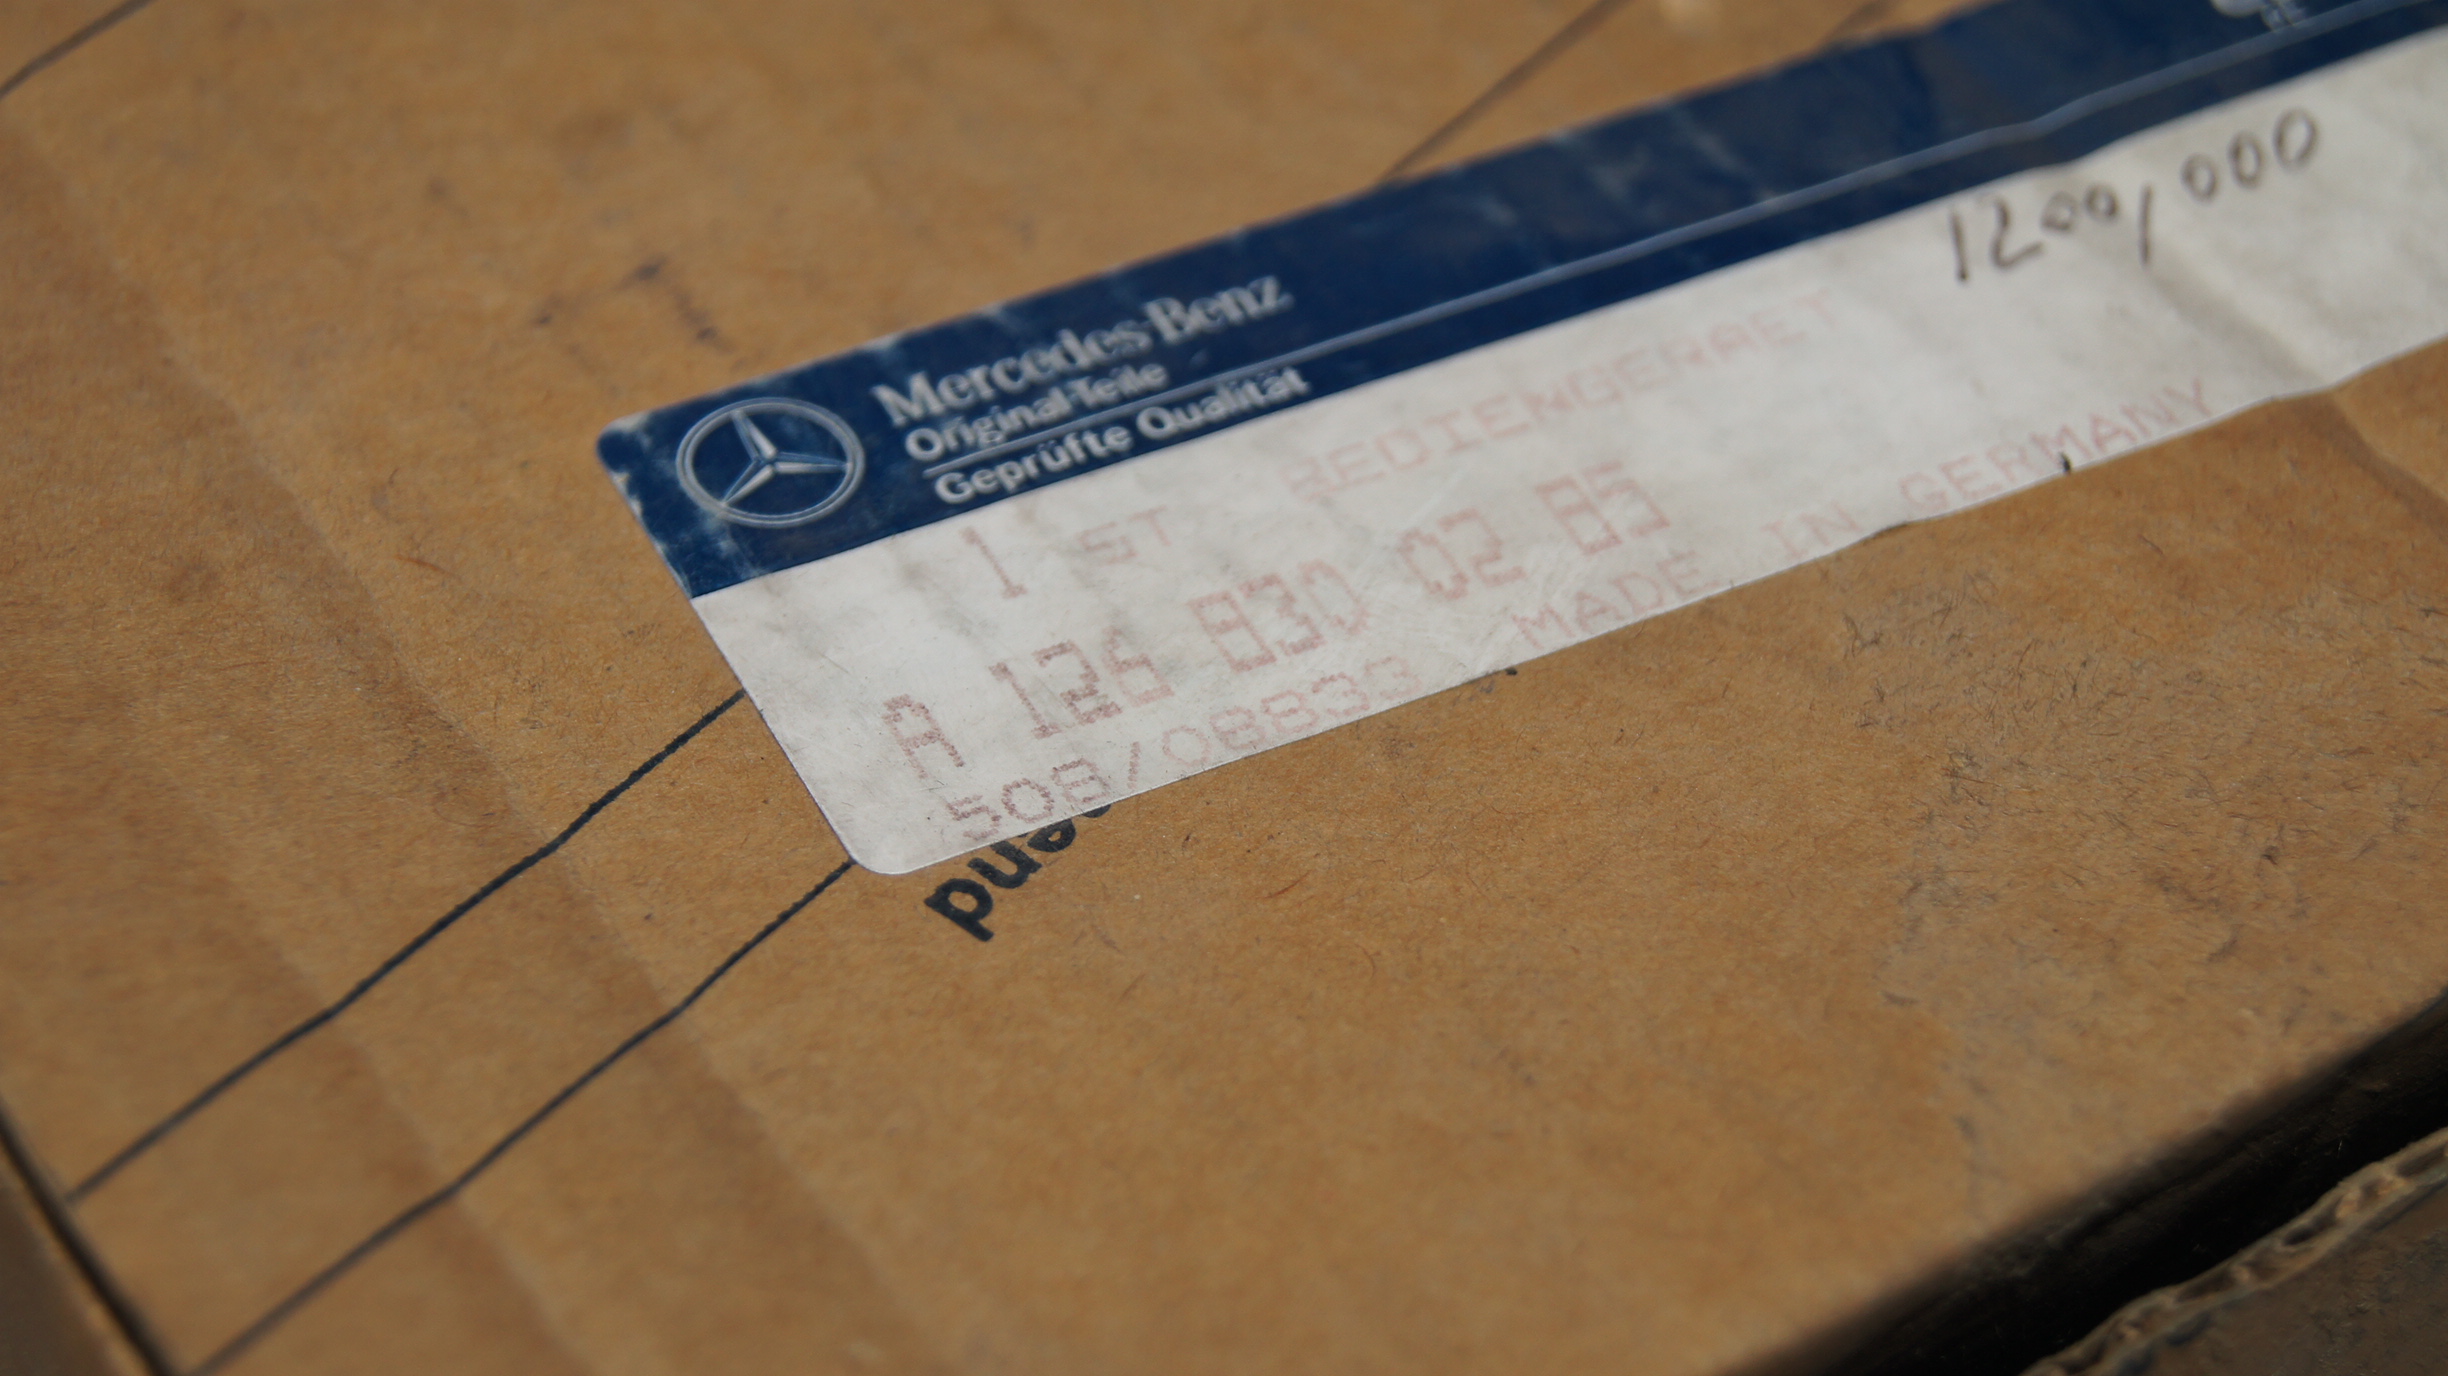 Mercedes-Benz
Original-Teile
Geprüfte Qualität
1200,000
1 ST BEDIENGERAET
A 126 830 02 85
508/08833 MADE IN GERMANY